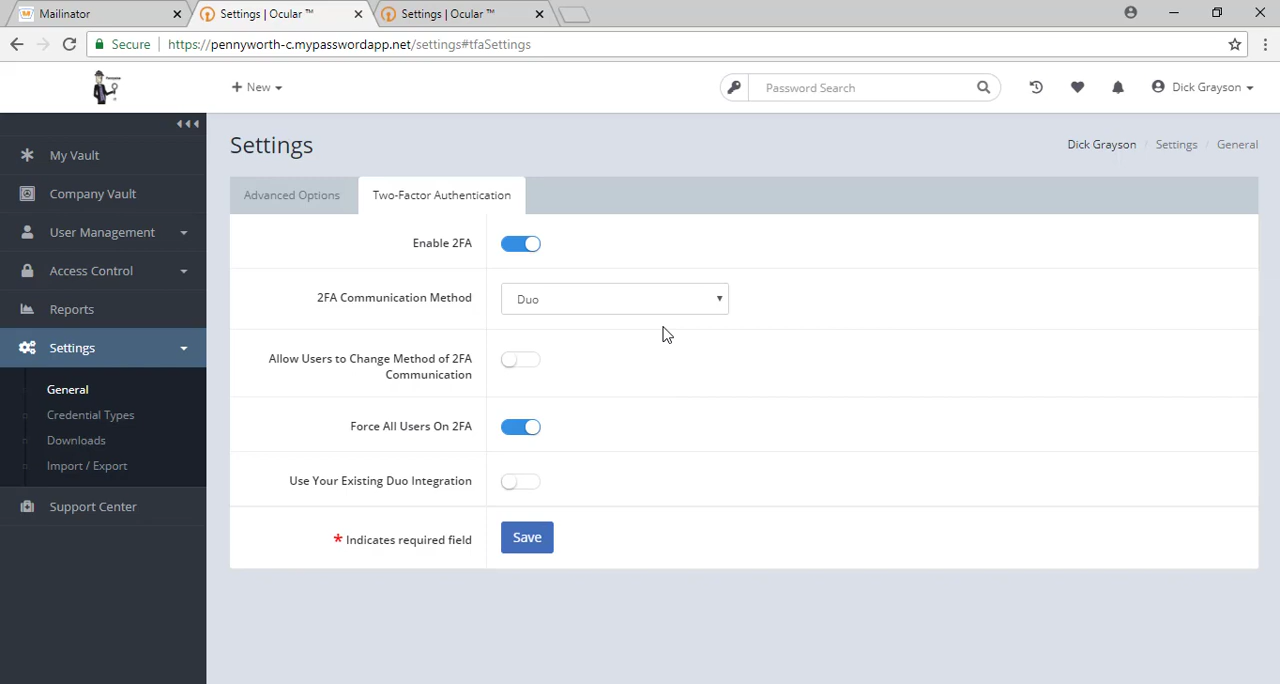 Mailinator
Settings | Ocular ™
Settings | Ocular ™
Secure
https://pennyworth-c.mypasswordapp.net/settings#tfaSettings
New
Password Search
Dick Grayson
My Vault
Company Vault
User Management
Access Control
Reports
Settings
General
Credential Types
Downloads
Import / Export
Support Center
Settings
Dick Grayson / Settings / General
Advanced Options
Two-Factor Authentication
Enable 2FA
2FA Communication Method
Duo
Allow Users to Change Method of 2FA
Communication
Force All Users On 2FA
Use Your Existing Duo Integration
* Indicates required field
Save